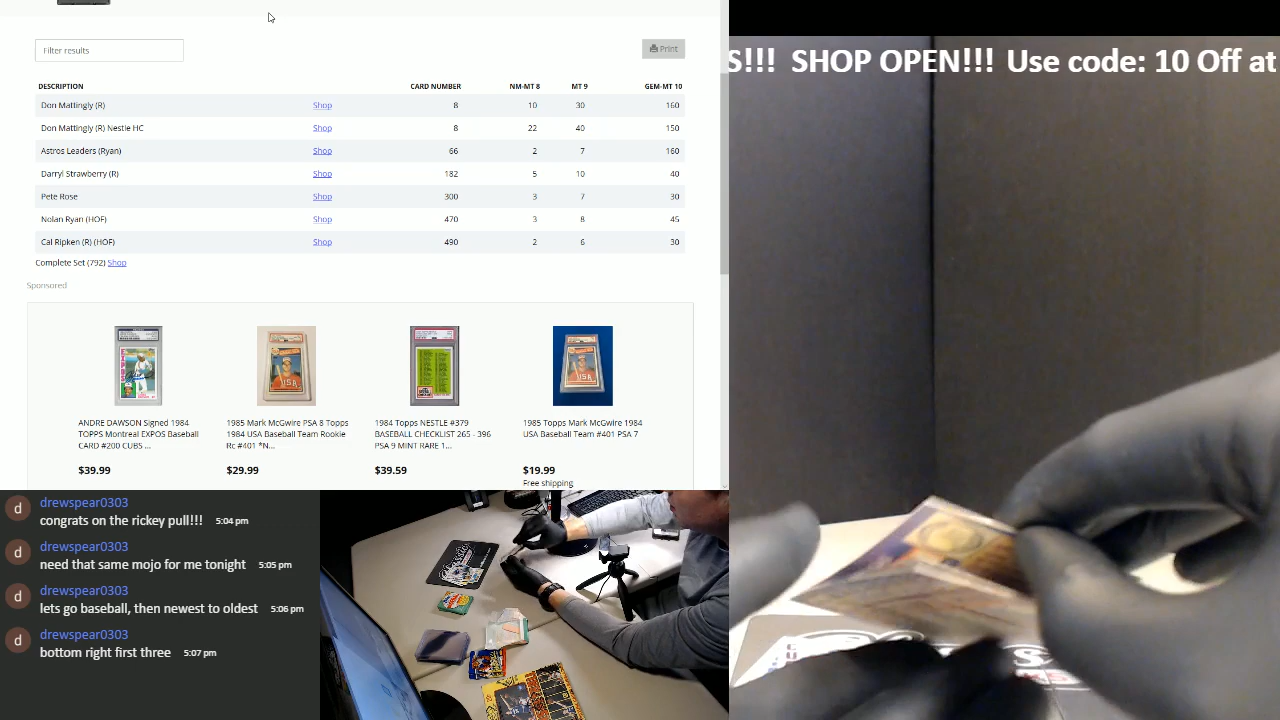 S!!! SHOP OPEN!!! Use code: 10 Off at
Filter results
Print
DESCRIPTION CARD NUMBER NM-MT 8 MT 9 GEM-MT 10
Don Mattingly (R) Shop 8 10 30 160
Don Mattingly (R) Nestle HC Shop 8 22 40 150
Astros Leaders (Ryan) Shop 66 2 7 160
Darryl Strawberry (R) Shop 182 5 10 40
Pete Rose Shop 300 3 7 30
Nolan Ryan (HOF) Shop 470 3 8 45
Cal Ripken (R) (HOF) Shop 490 2 6 30
Complete Set (792) Shop
Sponsored
ANDRE DAWSON Signed 1984
TOPPS Montreal EXPOS Baseball
CARD #200 CUBS ...
$39.99
1985 Mark McGwire PSA 8 Topps
1984 USA Baseball Team Rookie
Rc #401 *N...
$29.99
1984 Topps NESTLE #379
BASEBALL CHECKLIST 265 - 396
PSA 9 MINT RARE 1...
$39.59
1985 Topps Mark McGwire 1984
USA Baseball Team #401 PSA 7
$19.99
Free shipping
d drewspear0303
congrats on the rickey pull!!! 5:04 pm
d drewspear0303
need that same mojo for me tonight 5:05 pm
d drewspear0303
lets go baseball, then newest to oldest 5:06 pm
d drewspear0303
bottom right first three 5:07 pm